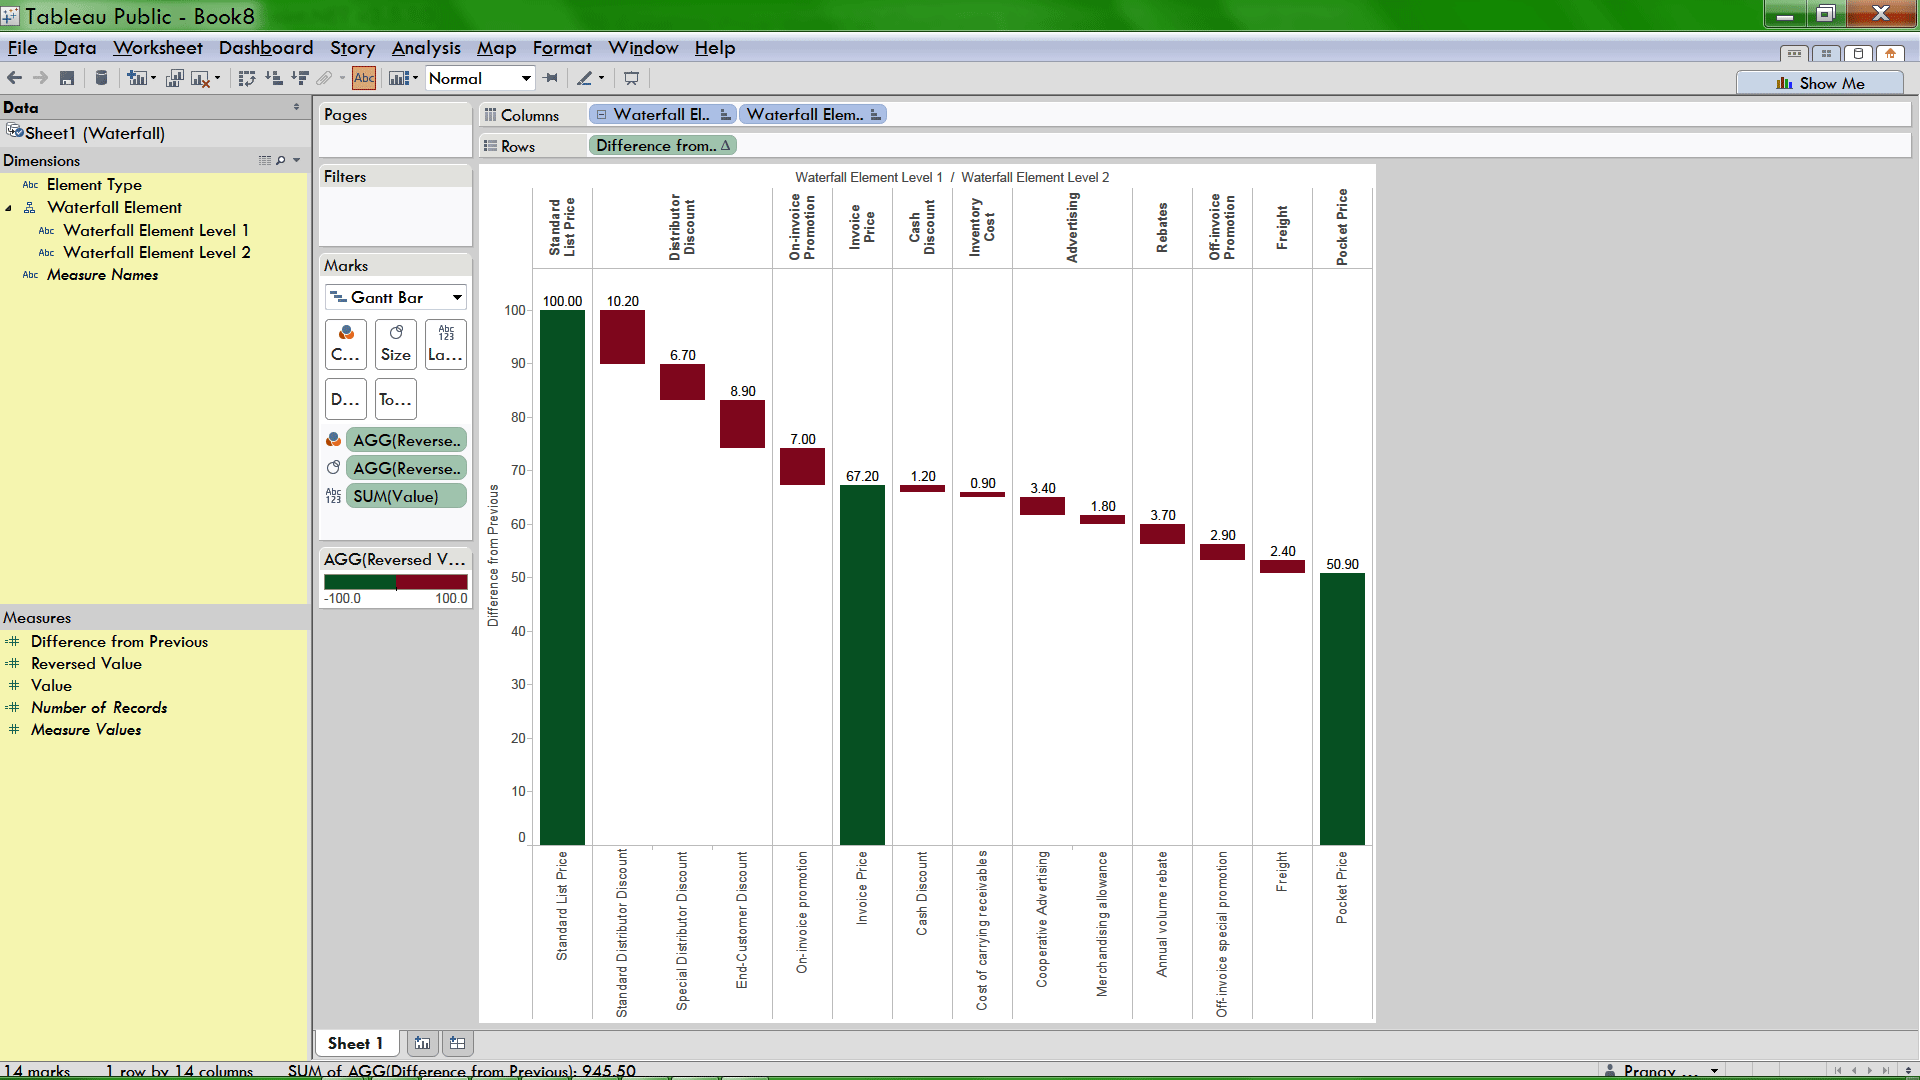 Tableau Public - Book8
File Data Worksheet Dashboard Story Analysis Map Format Window Help
Abc Normal
Show Me
Data
Sheet1 (Waterfall)
Dimensions
Abc Element Type
Waterfall Element
Abc Waterfall Element Level 1
Abc Waterfall Element Level 2
Abc Measure Names
Measures
Difference from Previous
Reversed Value
Value
Number of Records
Measure Values
Pages
Filters
Marks
Gantt Bar
C...
Size
Abc
123
La...
D...
To...
AGG(Reverse..
AGG(Reverse..
Abc
123
SUM(Value)
AGG(Reversed V...
-100.0 100.0
Columns Waterfall El.. Waterfall Elem..
Rows Difference from.. Δ
Waterfall Element Level 1 / Waterfall Element Level 2
Standard
List Price
Distributor
Discount
On-invoice
Promotion
Invoice
Price
Cash
Discount
Inventory
Cost
Advertising
Rebates
Off-invoice
Promotion
Freight
Pocket Price
Difference from Previous
100
90
80
70
60
50
40
30
20
10
0
100.00
10.20
6.70
8.90
7.00
67.20
1.20
0.90
3.40
1.80
3.70
2.90
2.40
50.90
Standard List Price
Standard Distributor Discount
Special Distributor Discount
End-Customer Discount
On-invoice promotion
Invoice Price
Cash Discount
Cost of carrying receivables
Cooperative Advertising
Merchandising allowance
Annual volume rebate
Off-invoice special promotion
Freight
Pocket Price
Sheet 1
14 marks 1 row by 14 columns SUM of AGG(Difference from Previous): 945.50
Pranav ...